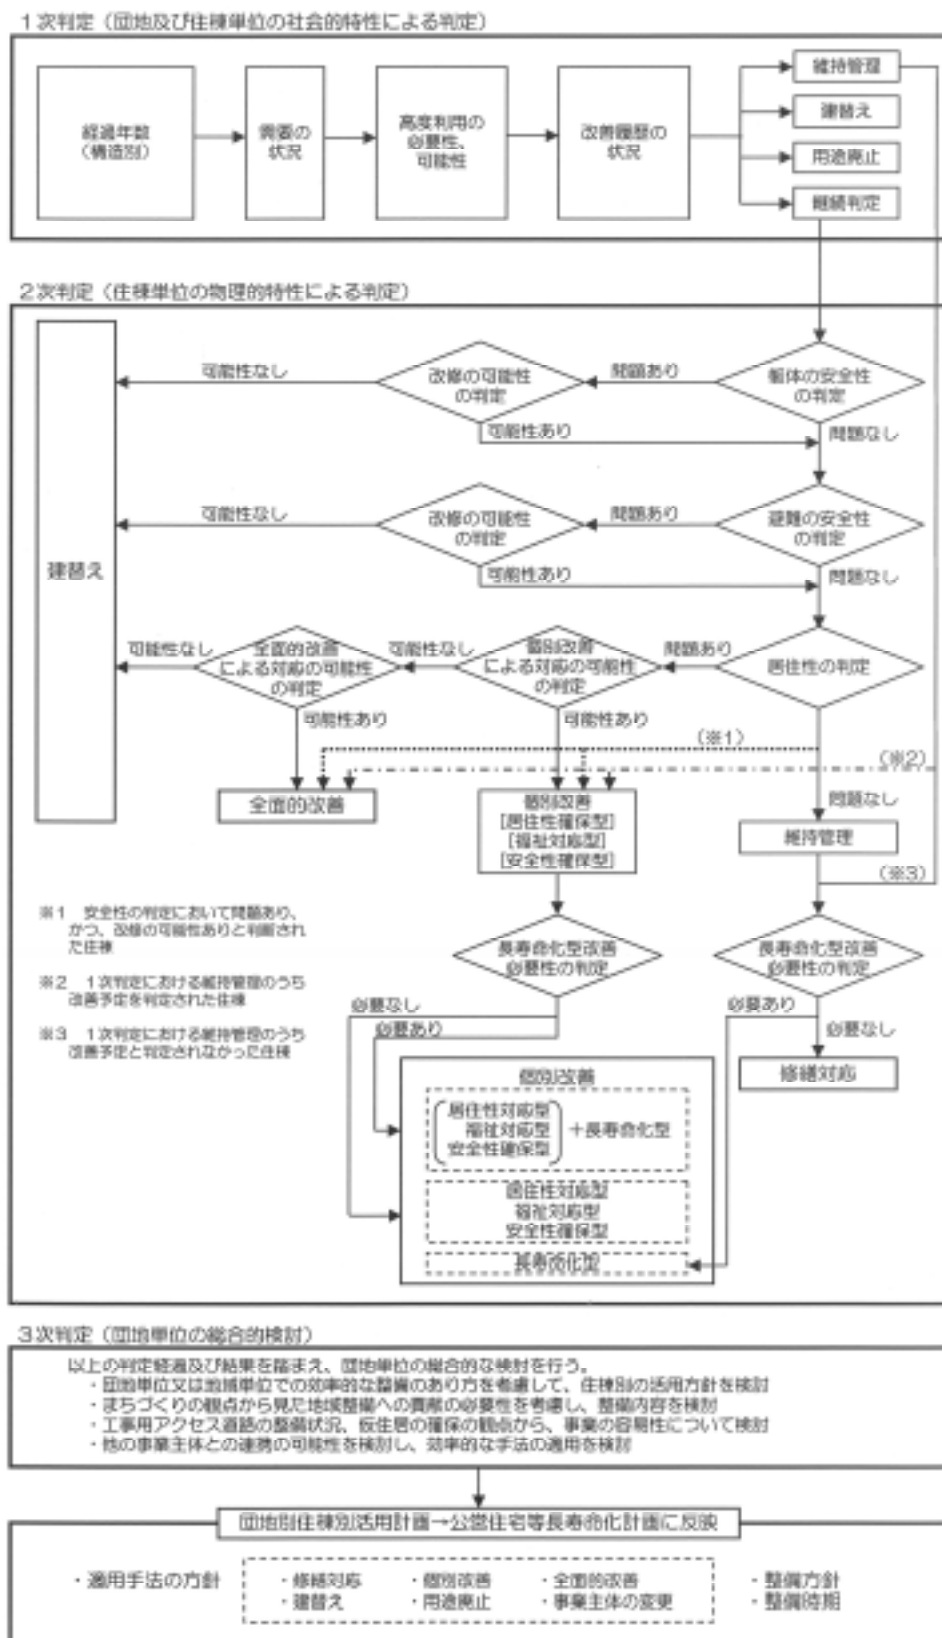 1次判定（団地及び住棟単位の社会的特性による判定）
経過年数
（構造別）
需要の
状況
高度利用の
必要性、
可能性
改善履歴の
状況
維持管理
建替え
用途廃止
継続判定
2次判定（住棟単位の物理的特性による判定）
可能性なし
改修の可能性
の判定
問題あり
躯体の安全性
の判定
可能性あり
問題なし
可能性なし
改修の可能性
の判定
問題あり
避難の安全性
の判定
可能性あり
問題なし
建替え
可能性なし
全面的改善
による対応の可能性
の判定
可能性なし
個別改善
による対応の可能性
の判定
問題あり
居住性の判定
可能性あり
可能性あり
（※1）
（※2）
全面的改善
個別改善
[居住性確保型]
[福祉対応型]
[安全性確保型]
問題なし
維持管理
（※3）
※1　安全性の判定において問題あり、
かつ、改修の可能性ありと判断され
た住棟
※2　1次判定における維持管理のうち
改善予定を判定された住棟
※3　1次判定における維持管理のうち
改善予定と判定されなかった住棟
長寿命化型改善
必要性の判定
長寿命化型改善
必要性の判定
必要なし
必要あり
必要あり
必要なし
修繕対応
個別改善
居住性対応型
福祉対応型
安全性確保型
＋長寿命化型
居住性対応型
福祉対応型
安全性確保型
長寿命化型
3次判定（団地単位の総合的検討）
以上の判定経過及び結果を踏まえ、団地単位の総合的な検討を行う。
・団地単位又は地域単位での効率的な整備のあり方を考慮して、住棟別の活用方針を検討
・まちづくりの観点から見た地域整備への貢献の必要性を考慮し、整備内容を検討
・工事用アクセス道路の整備状況、仮住居の確保の観点から、事業の容易性について検討
・他の事業主体との連携の可能性を検討し、効率的な手法の適用を検討
団地別住棟別活用計画→公営住宅等長寿命化計画に反映
・適用手法の方針
・修繕対応　・個別改善　・全面的改善
・建替え　・用途廃止　・事業主体の変更
・整備方針
・整備時期